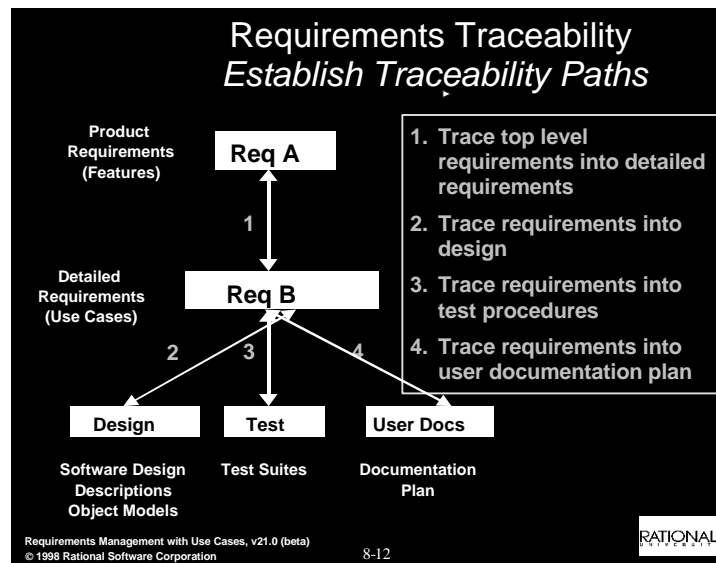 Requirements Traceability
Establish Traceability Paths
Product
Requirements
(Features)
Req A
1
Detailed
Requirements
(Use Cases)
Req B
2
3
4
Design
Test
User Docs
Software Design
Descriptions
Object Models
Test Suites
Documentation
Plan
1. Trace top level
requirements into detailed
requirements
2. Trace requirements into
design
3. Trace requirements into
test procedures
4. Trace requirements into
user documentation plan
Requirements Management with Use Cases, v21.0 (beta)
© 1998 Rational Software Corporation
8-12
RATIONAL
UNIVERSITY